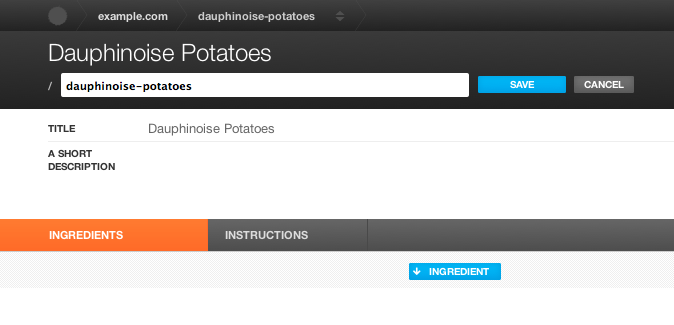 example.com dauphinoise-potatoes
Dauphinoise Potatoes
/ dauphinoise-potatoes SAVE CANCEL
TITLE Dauphinoise Potatoes
A SHORT
DESCRIPTION
INGREDIENTS INSTRUCTIONS
INGREDIENT